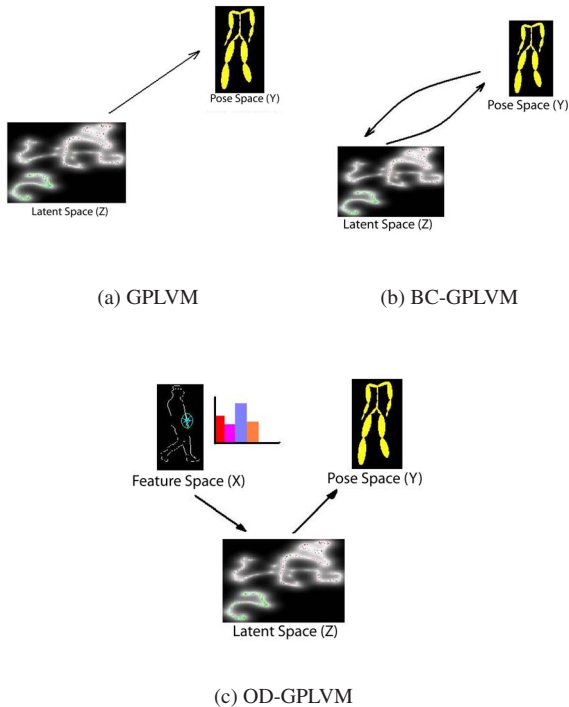 Pose Space (Y)
Latent Space (Z)
(a) GPLVM
Pose Space (Y)
Latent Space (Z)
(b) BC-GPLVM
Feature Space (X)
Pose Space (Y)
Latent Space (Z)
(c) OD-GPLVM